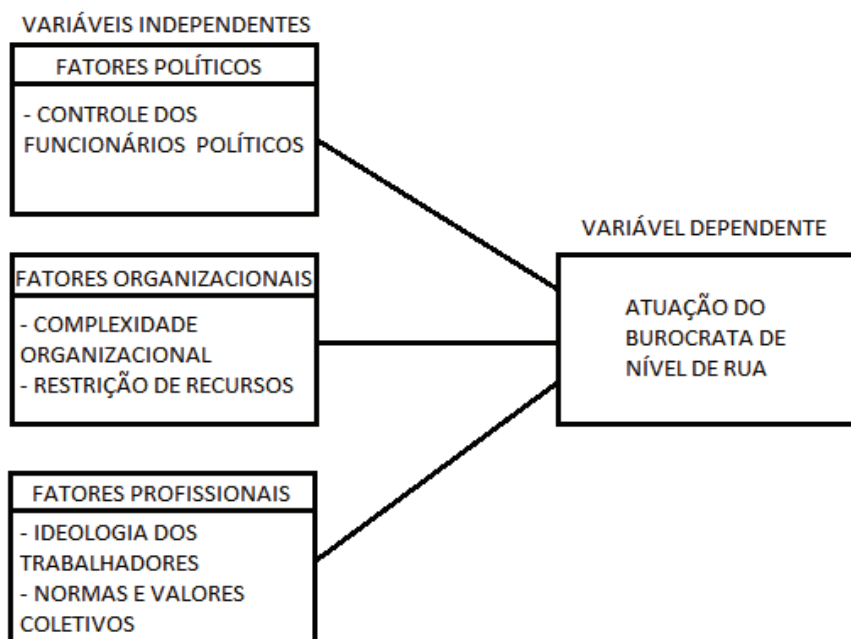 VARIÁVEIS INDEPENDENTES
FATORES POLÍTICOS
- CONTROLE DOS
FUNCIONÁRIOS POLÍTICOS
FATORES ORGANIZACIONAIS
- COMPLEXIDADE
ORGANIZACIONAL
- RESTRIÇÃO DE RECURSOS
FATORES PROFISSIONAIS
- IDEOLOGIA DOS
TRABALHADORES
- NORMAS E VALORES
COLETIVOS
VARIÁVEL DEPENDENTE
ATUAÇÃO DO
BUROCRATA DE
NÍVEL DE RUA